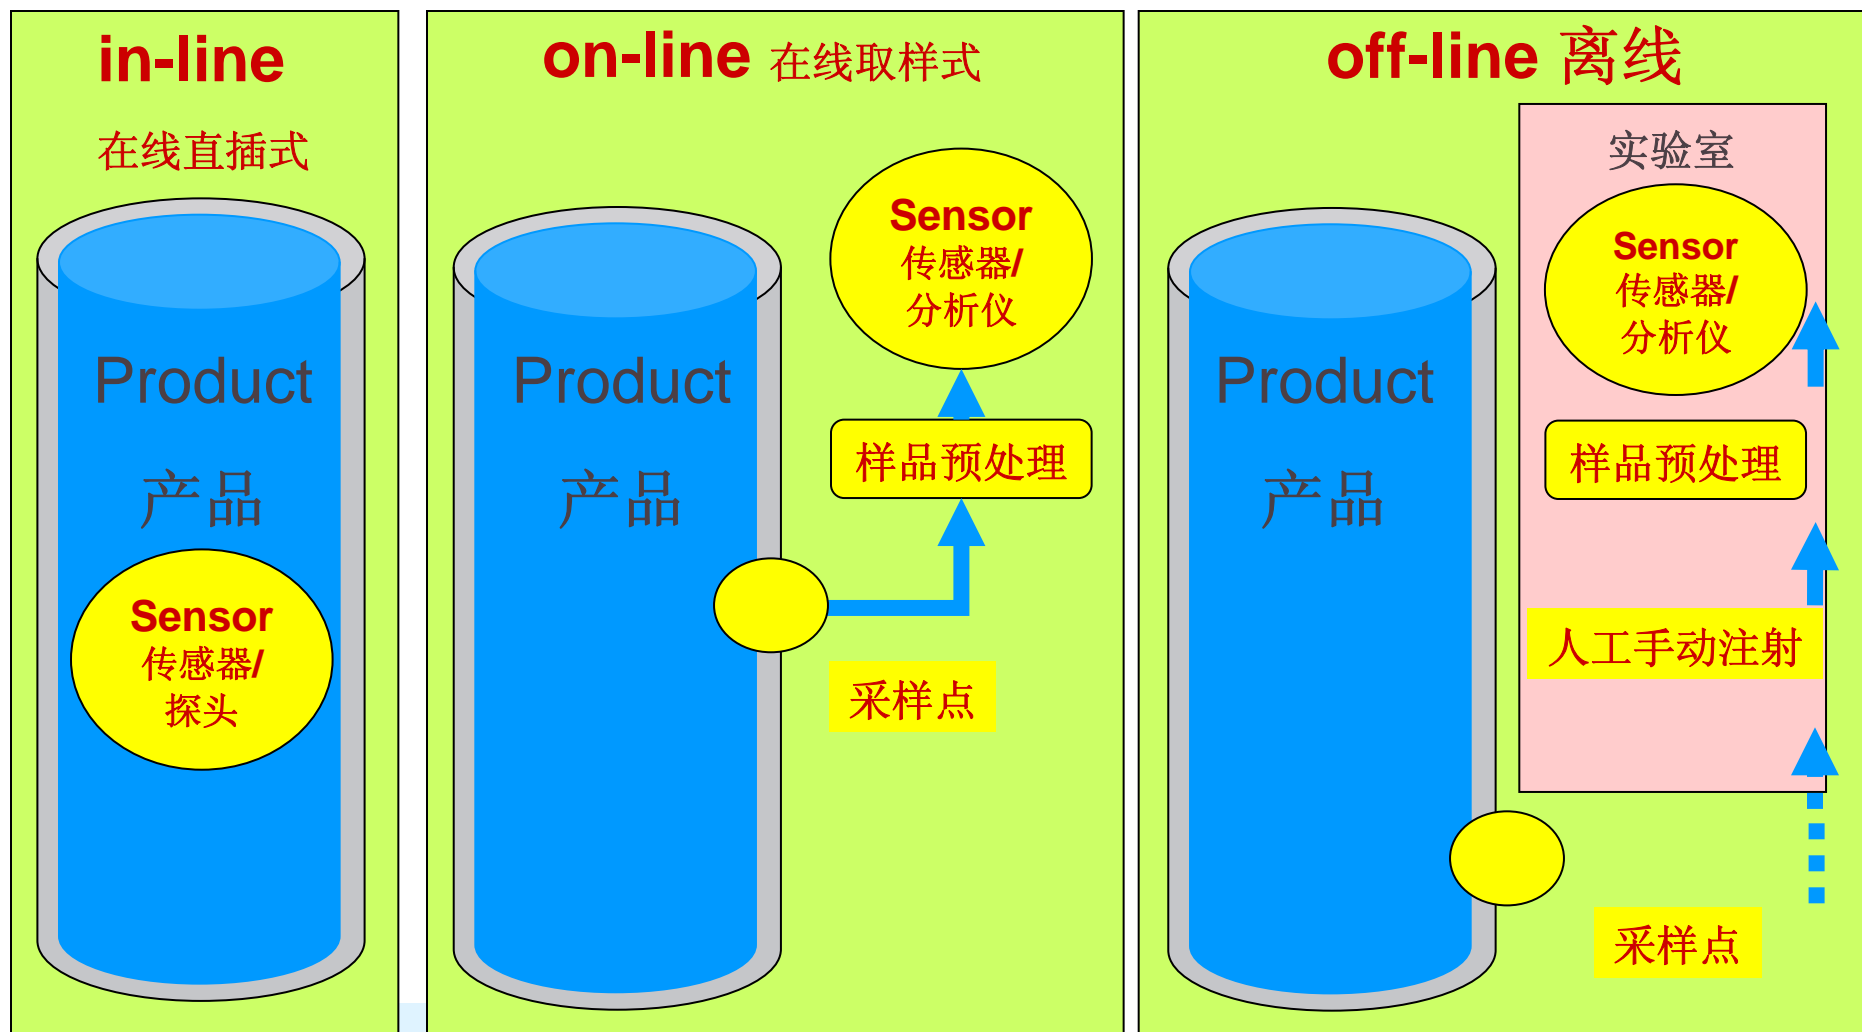 in-line
在线直插式
Product
产品
Sensor
传感器/
探头
on-line 在线取样式
Sensor
传感器/
分析仪
Product
样品预处理
产品
采样点
off-line 离线
实验室
Sensor
传感器/
分析仪
Product
样品预处理
产品
人工手动注射
采样点